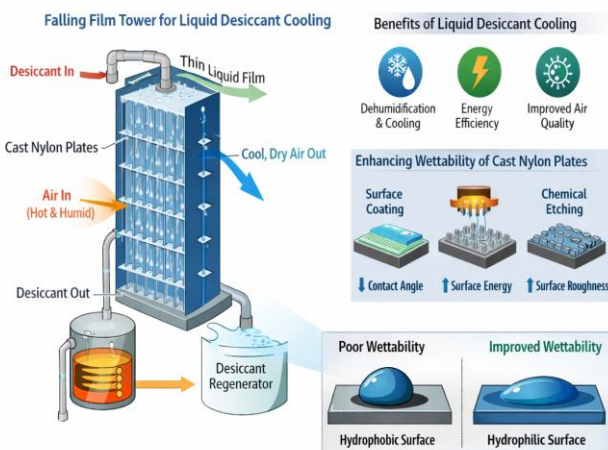 Falling Film Tower for Liquid Desiccant Cooling
Desiccant In
Thin Liquid Film
Cast Nylon Plates
Cool, Dry Air Out
Air In
(Hot & Humid)
Desiccant Out
Desiccant
Regenerator
Benefits of Liquid Desiccant Cooling
Dehumidification
& Cooling
Energy
Efficiency
Improved Air
Quality
Enhancing Wettability of Cast Nylon Plates
Surface
Coating
Chemical
Etching
Contact Angle
Surface Energy
Surface Roughness
Poor Wettability
Improved Wettability
Hydrophobic Surface
Hydrophilic Surface